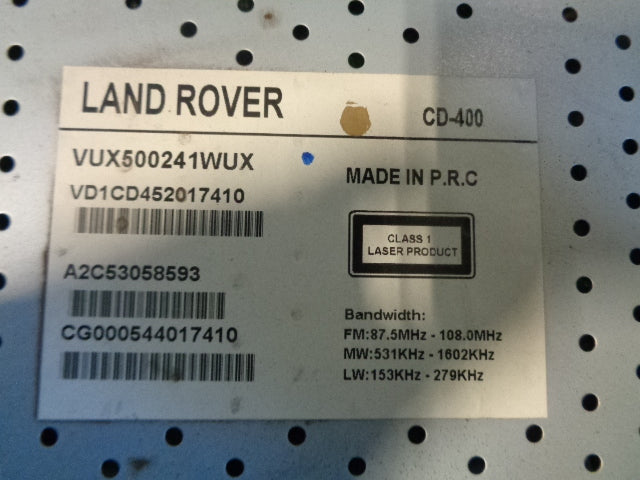 LAND ROVER
CD-400
VUX500241WUX
VD1CD452017410
MADE IN P.R.C
CLASS 1
LASER PRODUCT
A2C53058593
CG000544017410
Bandwidth:
FM:87.5MHz - 108.0MHz
MW:531KHz - 1602KHz
LW:153KHz - 279KHz